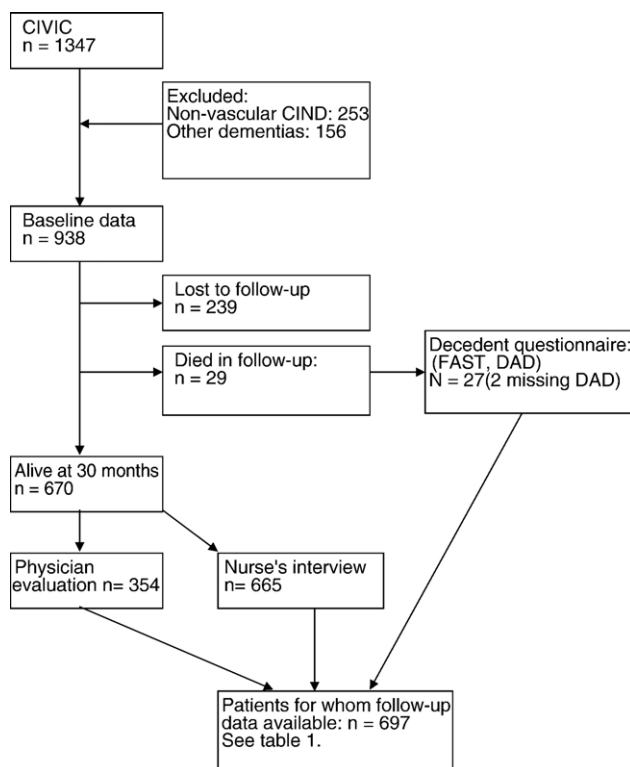 CIVIC
n = 1347
Excluded:
Non-vascular CIND: 253
Other dementias: 156
Baseline data
n = 938
Lost to follow-up
n = 239
Died in follow-up:
n = 29
Decedent questionnaire:
(FAST, DAD)
N = 27(2 missing DAD)
Alive at 30 months
n = 670
Physician
evaluation n= 354
Nurse's interview
n= 665
Patients for whom follow-up
data available: n = 697
See table 1.